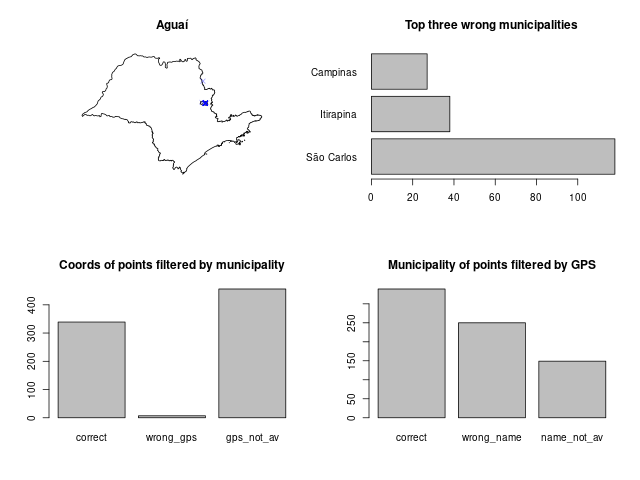 Aguaí
Top three wrong municipalities
Campinas
Itirapina
São Carlos
0 20 40 60 80 100
Coords of points filtered by municipality
0 100 200 300 400
correct wrong_gps gps_not_av
Municipality of points filtered by GPS
0 50 150 250
correct wrong_name name_not_av